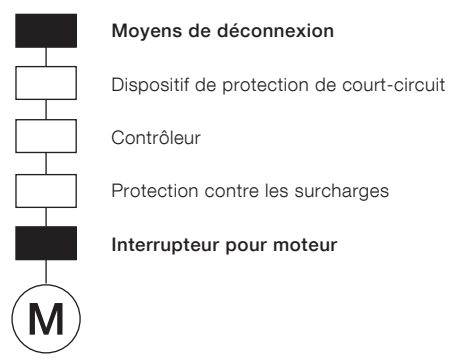 Moyens de déconnexion
Dispositif de protection de court-circuit
Contrôleur
Protection contre les surcharges
Interrupteur pour moteur
M